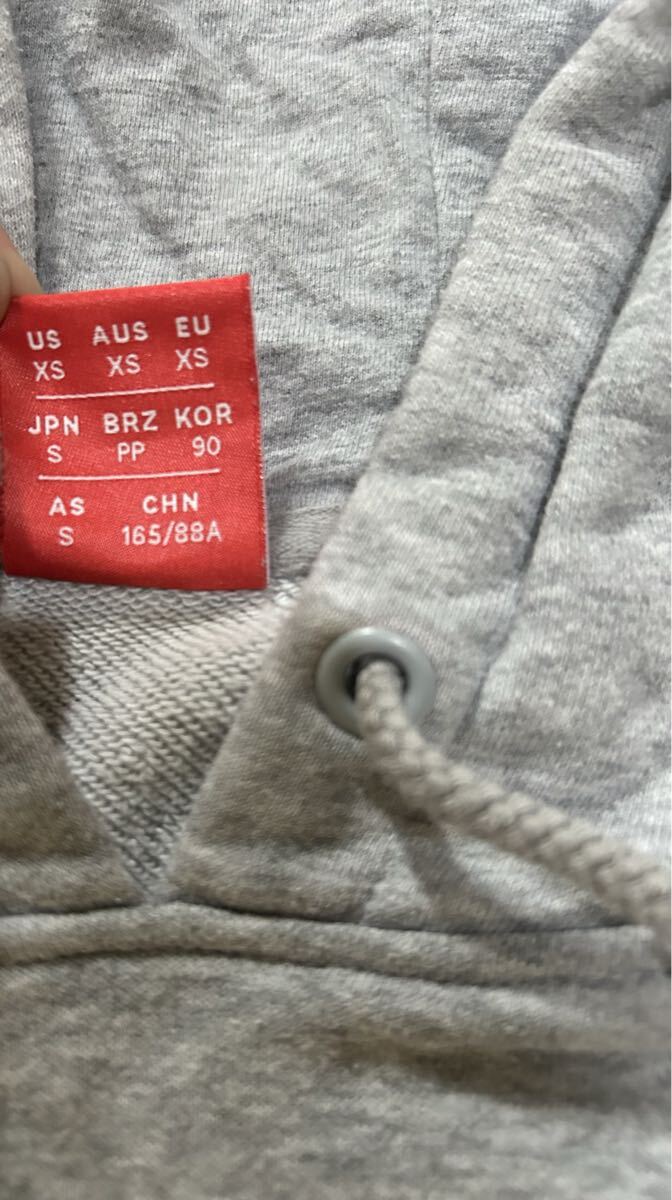 US AUS EU
XS XS XS
JPN BRZ KOR
S PP 90
AS CHN
S 165/88A